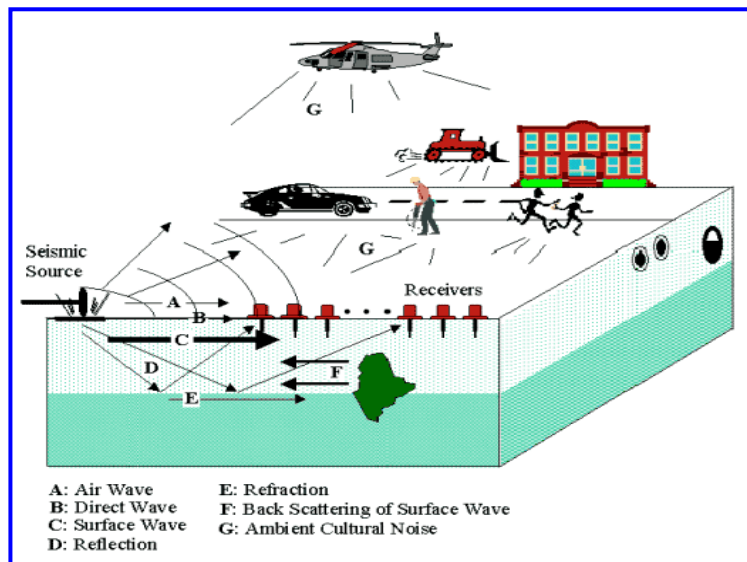 G
Seismic
Source
G
Receivers
A
B
C
D
F
E
A: Air Wave
B: Direct Wave
C: Surface Wave
D: Reflection
E: Refraction
F: Back Scattering of Surface Wave
G: Ambient Cultural Noise